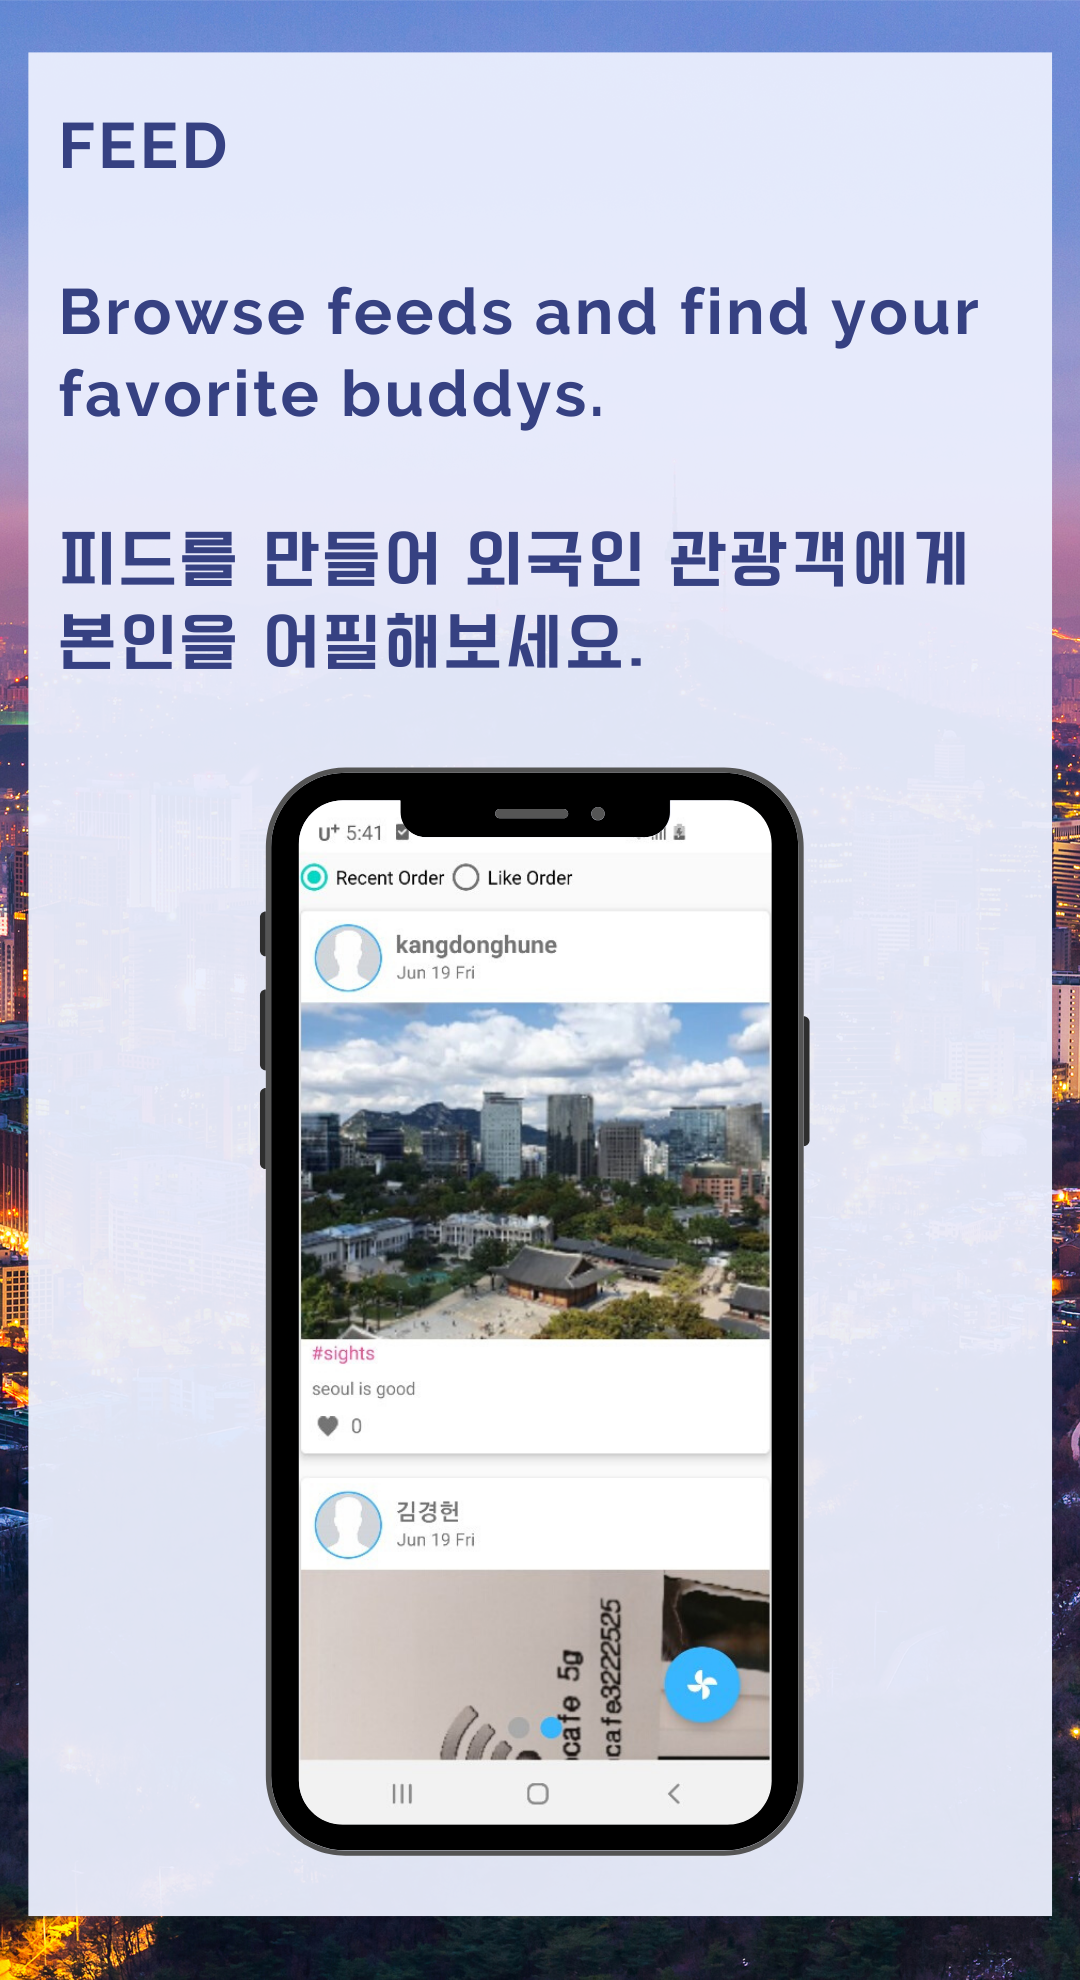 FEED
Browse feeds and find your
favorite buddys.
피드를 만들어 외국인 관광객에게
본인을 어필해보세요.
U+ 5:41
Recent Order Like Order
kangdonghune
Jun 19 Fri
#sights
seoul is good
0
김경헌
Jun 19 Fri
ocafe 5g
ocafe3222525